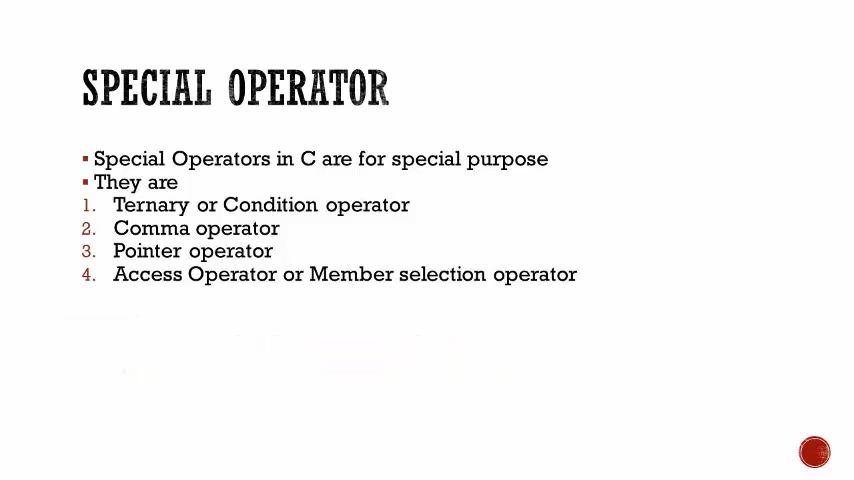 SPECIAL OPERATOR
▪ Special Operators in C are for special purpose
▪ They are
1. Ternary or Condition operator
2. Comma operator
3. Pointer operator
4. Access Operator or Member selection operator